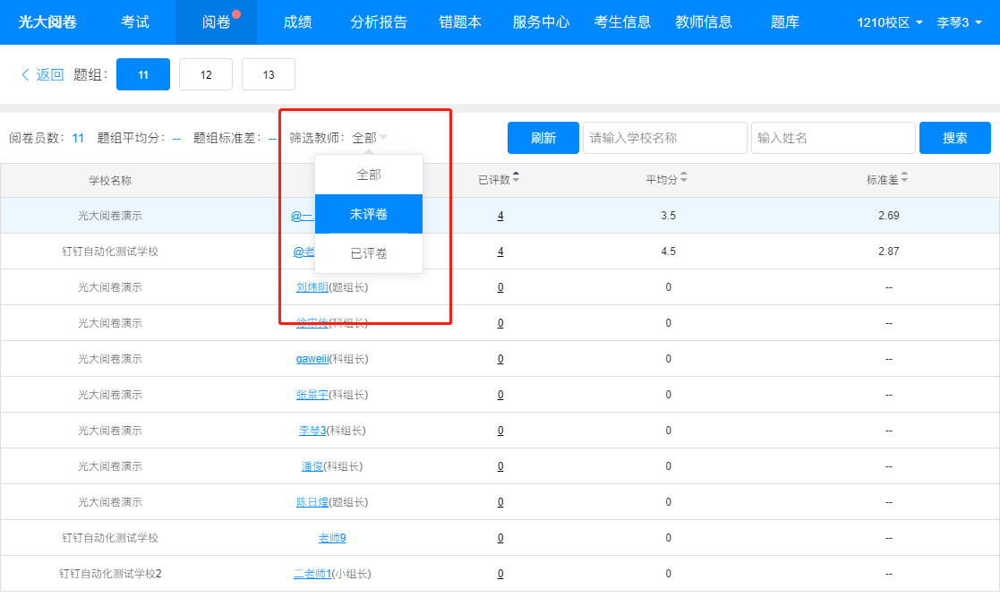 光大阅卷 考试 阅卷 成绩 分析报告 错题本 服务中心 考生信息 教师信息 题库 1210校区 李琴3
返回 题组： 11 12 13
阅卷员数： 11 题组平均分： -- 题组标准差： -- 筛选教师： 全部 刷新 请输入学校名称 输入姓名 搜索
全部
未评卷
已评卷
学校名称 已评数 平均分 标准差
光大阅卷演示 @一 4 3.5 2.69
钉钉自动化测试学校 @老 4 4.5 2.87
光大阅卷演示 刘炜明(题组长) 0 0 --
光大阅卷演示 (科组长) 0 0 --
光大阅卷演示 gaweiii(科组长) 0 0 --
光大阅卷演示 张景宇(科组长) 0 0 --
光大阅卷演示 李琴3(科组长) 0 0 --
光大阅卷演示 潘俊(科组长) 0 0 --
光大阅卷演示 陈日煌(题组长) 0 0 --
钉钉自动化测试学校 老师9 0 0 --
钉钉自动化测试学校2 二老师1(小组长) 0 0 --